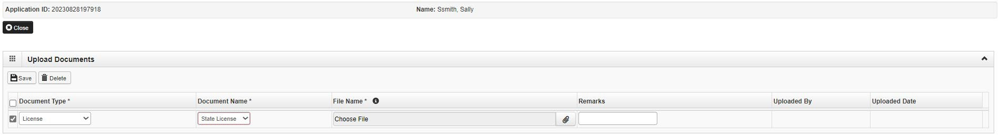 Application ID: 20230828197918 Name: Ssmith, Sally
Close
Upload Documents
Save Delete
Document Type * Document Name * File Name * Remarks Uploaded By Uploaded Date
License State License Choose File